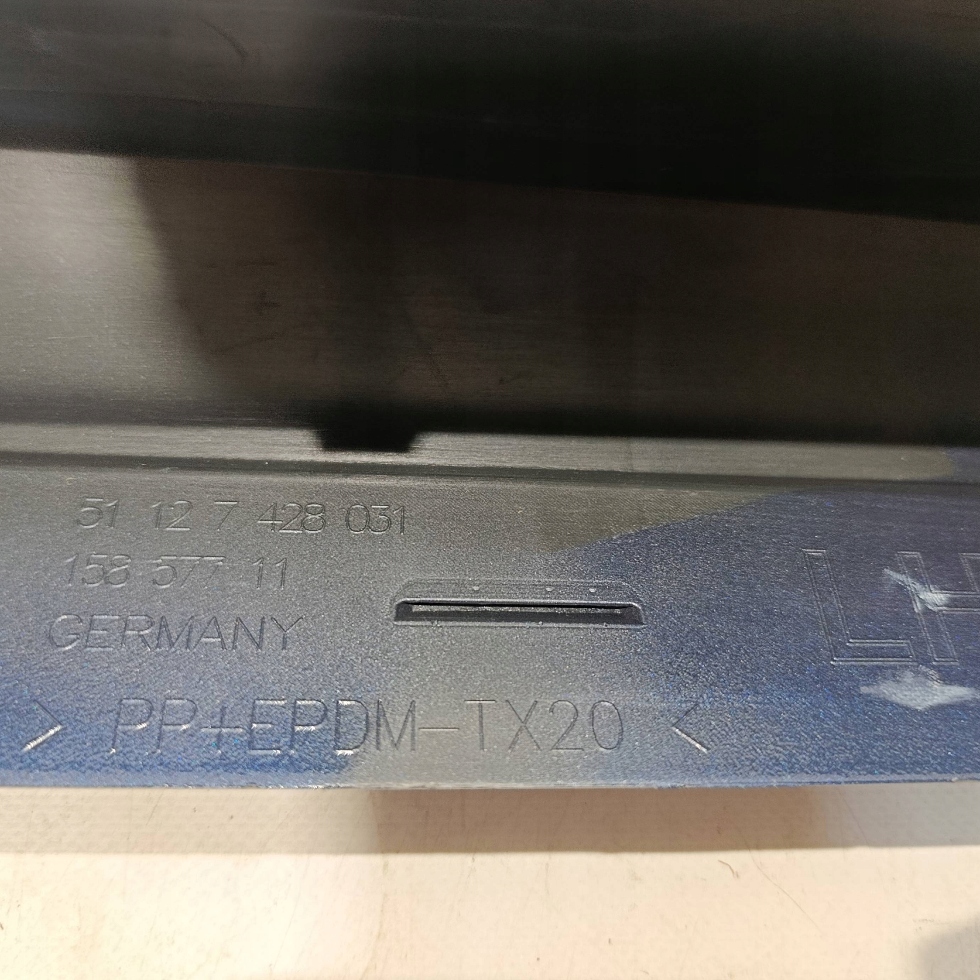 51 12 7 428 031
158 577 11
GERMANY
LH
> PP+EPDM-TX20 <